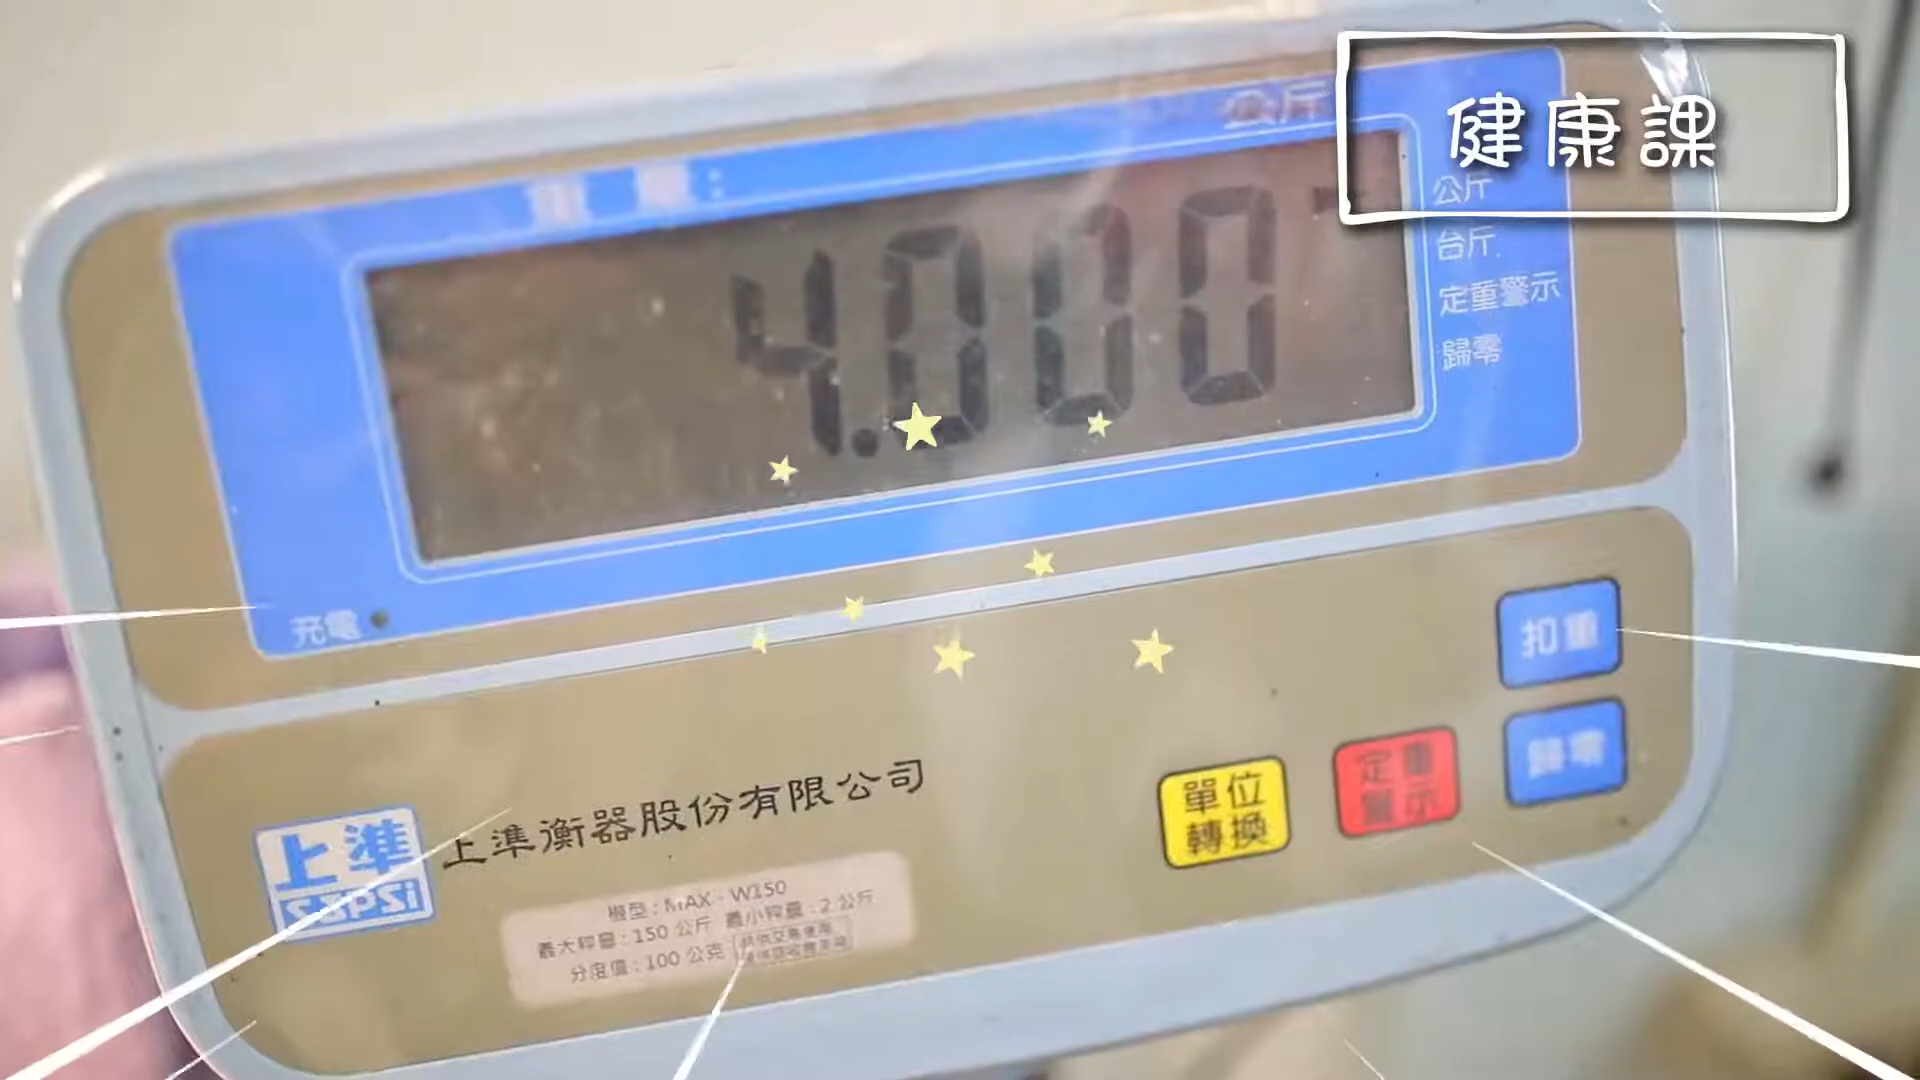 健康課
公斤
重量:
4.000
公斤
台斤
定重警示
歸零
充電
扣重
歸零
定重
警示
單位
轉換
上準
上準衡器股份有限公司
機型:MAX-W150
最大秤量:150 公斤 最小秤量:2 公斤
分度值:100 公克